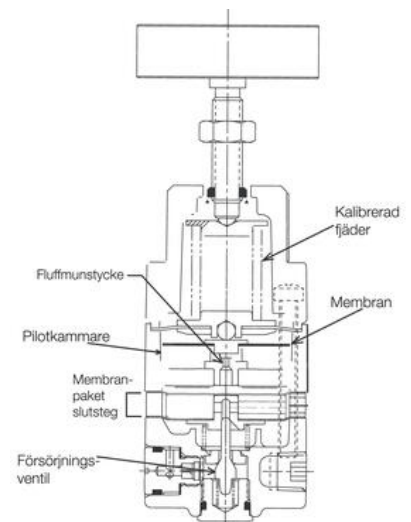 Kalibrerad
fjäder
Fluffmunstycke
Membran
Pilotkammare
Membran-
paket
slutsteg
Försörjnings-
ventil